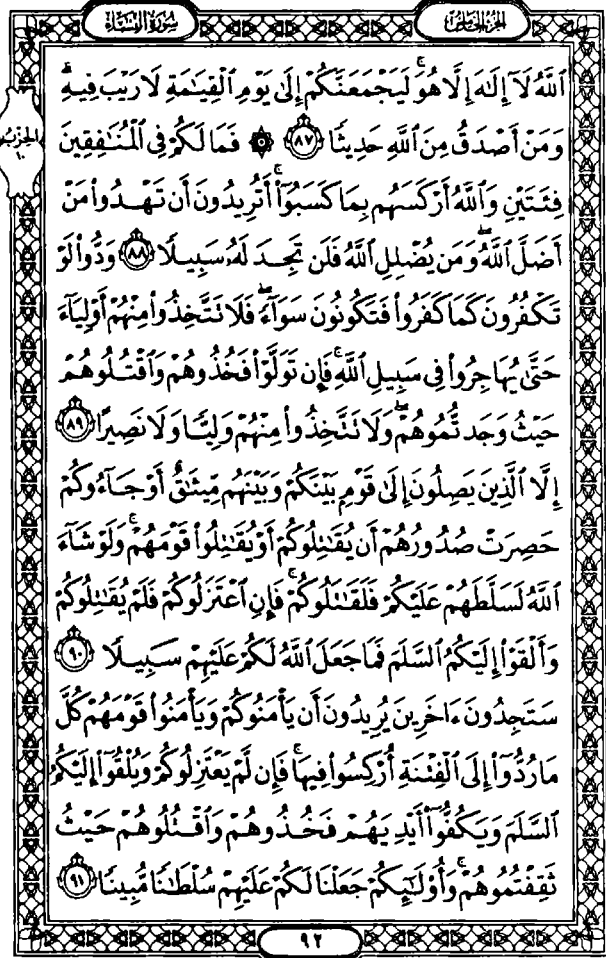 الجزء الخامس
سورة النساء
ٱللَّهُ لَآ إِلَٰهَ إِلَّا هُوَ ۚ لَيَجْمَعَنَّكُمْ إِلَىٰ يَوْمِ ٱلْقِيَٰمَةِ لَا رَيْبَ فِيهِ ۗ
وَمَنْ أَصْدَقُ مِنَ ٱللَّهِ حَدِيثًا ٨٧ ۞ فَمَا لَكُمْ فِى ٱلْمُنَٰفِقِينَ
فِئَتَيْنِ وَٱللَّهُ أَرْكَسَهُم بِمَا كَسَبُوٓا۟ ۚ أَتُرِيدُونَ أَن تَهْدُوا۟ مَنْ
أَضَلَّ ٱللَّهُ ۖ وَمَن يُضْلِلِ ٱللَّهُ فَلَن تَجِدَ لَهُۥ سَبِيلًا ٨٨ وَدُّوا۟ لَوْ
تَكْفُرُونَ كَمَا كَفَرُوا۟ فَتَكُونُونَ سَوَآءً ۖ فَلَا تَتَّخِذُوا۟ مِنْهُمْ أَوْلِيَآءَ
حَتَّىٰ يُهَاجِرُوا۟ فِى سَبِيلِ ٱللَّهِ ۚ فَإِن تَوَلَّوْا۟ فَخُذُوهُمْ وَٱقْتُلُوهُمْ
حَيْثُ وَجَدتُّمُوهُمْ ۖ وَلَا تَتَّخِذُوا۟ مِنْهُمْ وَلِيًّا وَلَا نَصِيرًا ٨٩
إِلَّا ٱلَّذِينَ يَصِلُونَ إِلَىٰ قَوْمٍۭ بَيْنَكُمْ وَبَيْنَهُم مِّيثَٰقٌ أَوْ جَآءُوكُمْ
حَصِرَتْ صُدُورُهُمْ أَن يُقَٰتِلُوكُمْ أَوْ يُقَٰتِلُوا۟ قَوْمَهُمْ ۚ وَلَوْ شَآءَ
ٱللَّهُ لَسَلَّطَهُمْ عَلَيْكُمْ فَلَقَٰتَلُوكُمْ ۚ فَإِنِ ٱعْتَزَلُوكُمْ فَلَمْ يُقَٰتِلُوكُمْ
وَأَلْقَوْا۟ إِلَيْكُمُ ٱلسَّلَمَ فَمَا جَعَلَ ٱللَّهُ لَكُمْ عَلَيْهِمْ سَبِيلًا ٩٠
سَتَجِدُونَ ءَاخَرِينَ يُرِيدُونَ أَن يَأْمَنُوكُمْ وَيَأْمَنُوا۟ قَوْمَهُمْ كُلَّ
مَا رُدُّوٓا۟ إِلَى ٱلْفِتْنَةِ أُرْكِسُوا۟ فِيهَا ۚ فَإِن لَّمْ يَعْتَزِلُوكُمْ وَيُلْقُوٓا۟ إِلَيْكُمُ
ٱلسَّلَمَ وَيَكُفُّوٓا۟ أَيْدِيَهُمْ فَخُذُوهُمْ وَٱقْتُلُوهُمْ حَيْثُ
ثَقِفْتُمُوهُمْ ۚ وَأُو۟لَٰٓئِكُمْ جَعَلْنَا لَكُمْ عَلَيْهِمْ سُلْطَٰنًا مُّبِينًا ٩١
الحزب
١٠
٩٢